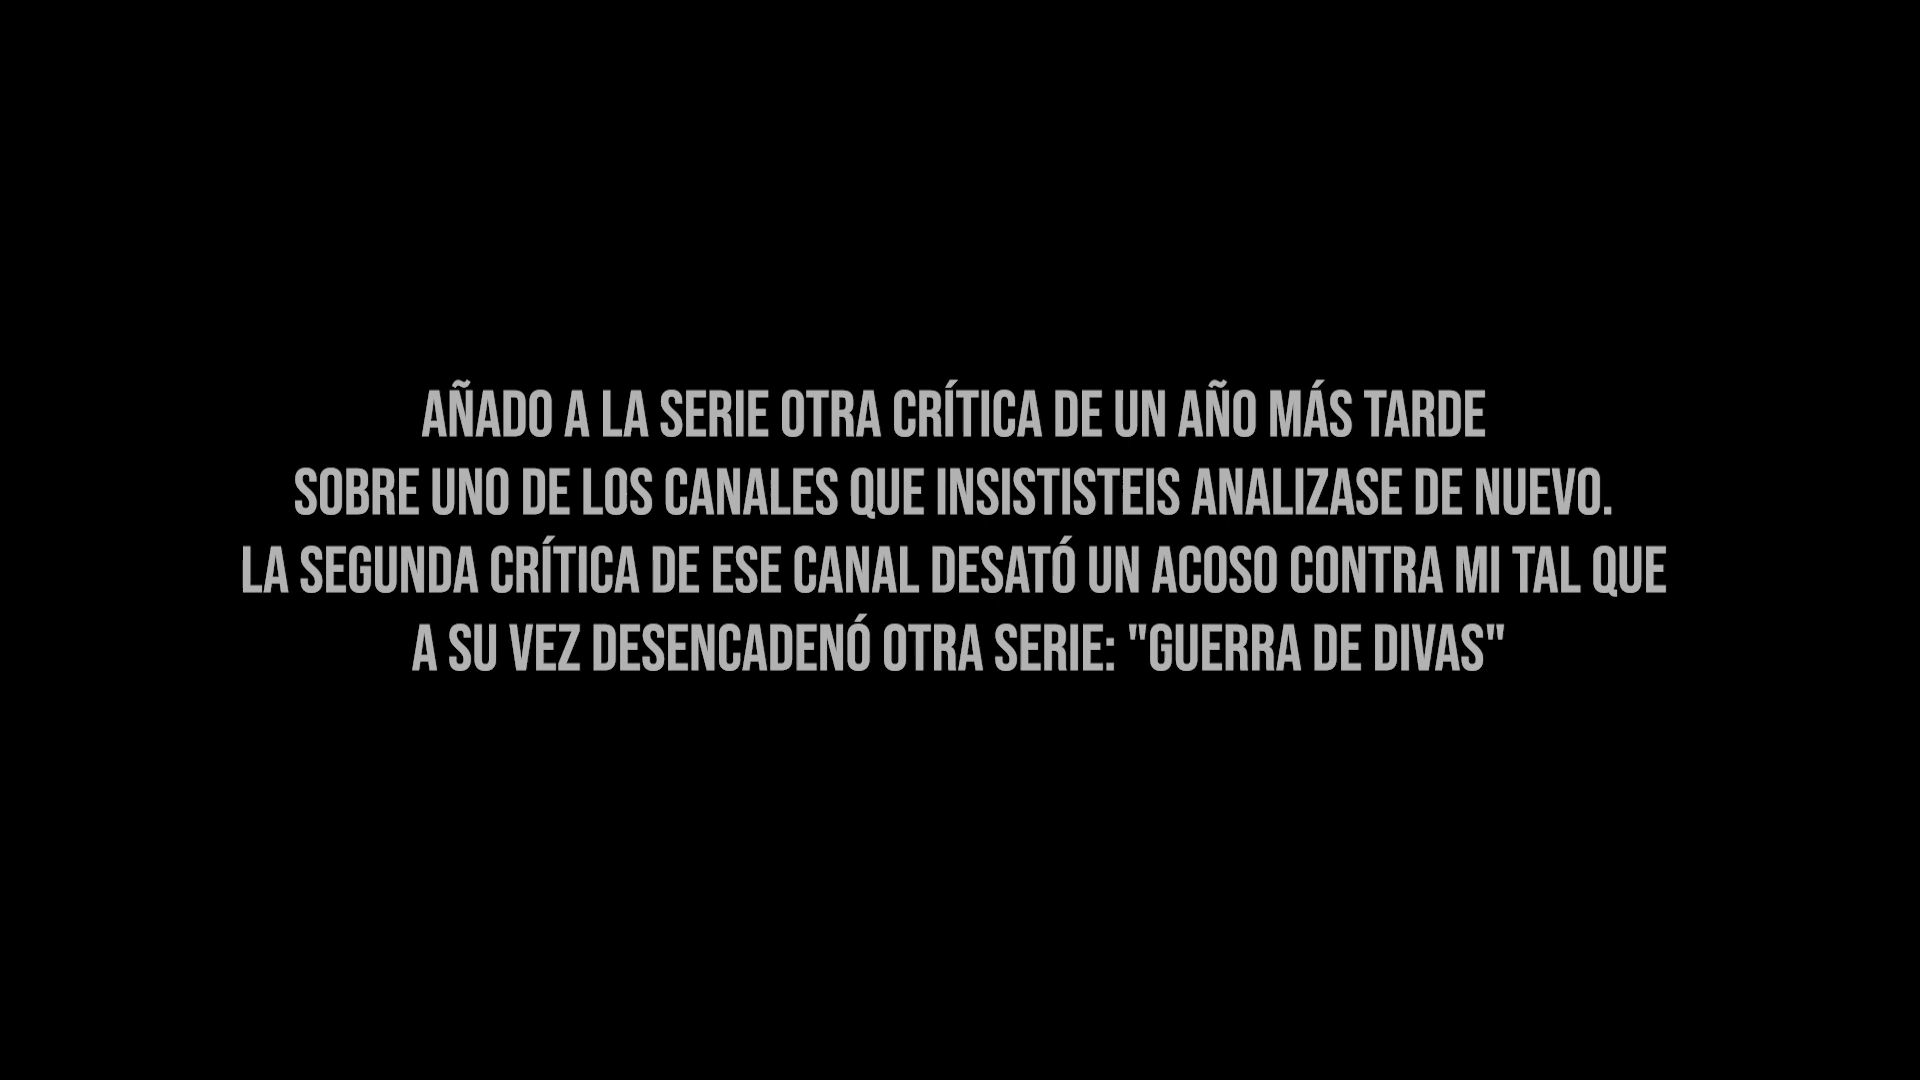 AÑADO A LA SERIE OTRA CRÍTICA DE UN AÑO MÁS TARDE
SOBRE UNO DE LOS CANALES QUE INSISTISTEIS ANALIZASE DE NUEVO.
LA SEGUNDA CRÍTICA DE ESE CANAL DESATÓ UN ACOSO CONTRA MI TAL QUE
A SU VEZ DESENCADENÓ OTRA SERIE: "GUERRA DE DIVAS"